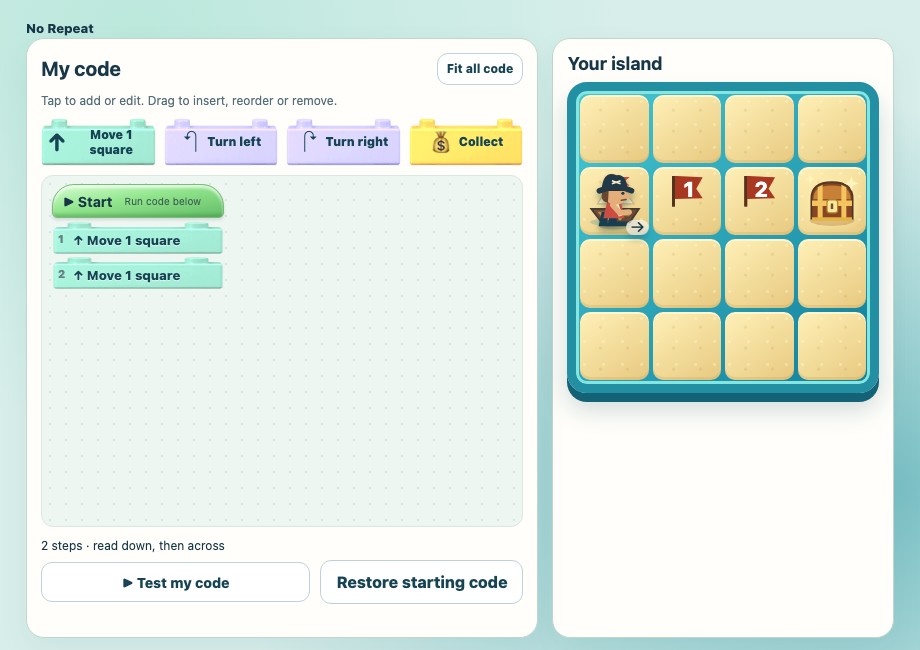 No Repeat
My code
Fit all code
Tap to add or edit. Drag to insert, reorder or remove.
Move 1
square
Turn left
Turn right
$ Collect
Start Run code below
1 ↑ Move 1 square
2 ↑ Move 1 square
2 steps · read down, then across
Test my code
Restore starting code
Your island
1
2